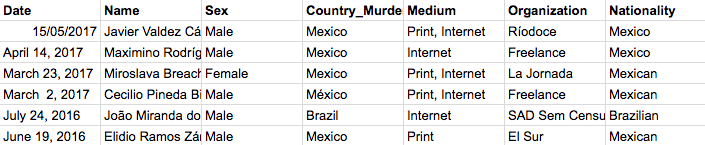 Date Name Sex Country_Murde Medium Organization Nationality
15/05/2017 Javier Valdez Cá Male Mexico Print, Internet Ríodoce Mexico
April 14, 2017 Maximino Rodríg Male Mexico Internet Freelance Mexico
March 23, 2017 Miroslava Breach Female Mexico Print, Internet La Jornada Mexican
March 2, 2017 Cecilio Pineda Bi Male México Print, Internet Freelance Mexican
July 24, 2016 João Miranda do Male Brazil Internet SAD Sem Censu Brazilian
June 19, 2016 Elidio Ramos Zá Male Mexico Print El Sur Mexican